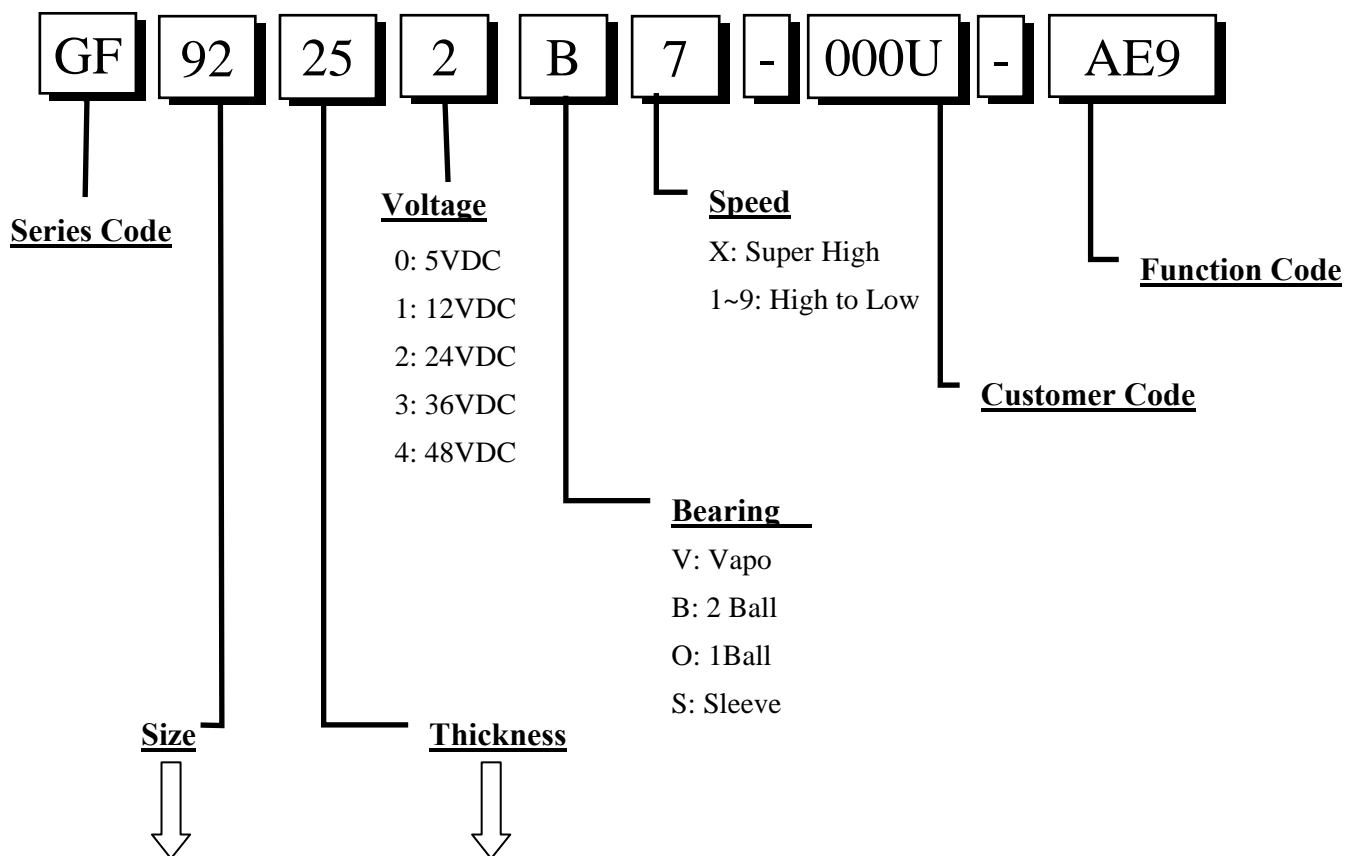 GF 92 25 2 B 7 - 000U - AE9
Series Code
Voltage
0: 5VDC
1: 12VDC
2: 24VDC
3: 36VDC
4: 48VDC
Speed
X: Super High
1~9: High to Low
Function Code
Customer Code
Bearing
V: Vapo
B: 2 Ball
O: 1Ball
S: Sleeve
Size
Thickness